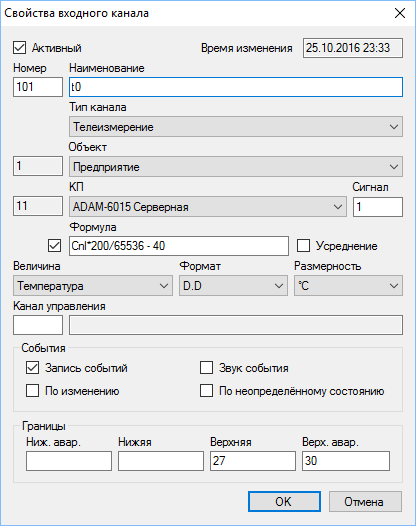 Свойства входного канала
Активный Время изменения 25.10.2016 23:33
Номер Наименование
101 t0
Тип канала
Телеизмерение
Объект
1 Предприятие
КП Сигнал
11 ADAM-6015 Серверная 1
Формула
Cnl*200/65536 - 40 Усреднение
Величина Формат Размерность
Температура D.D °C
Канал управления
События
Запись событий Звук события
По изменению По неопределённому состоянию
Границы
Ниж. авар. Нижяя Верхняя Верх. авар.
27 30
OK Отмена